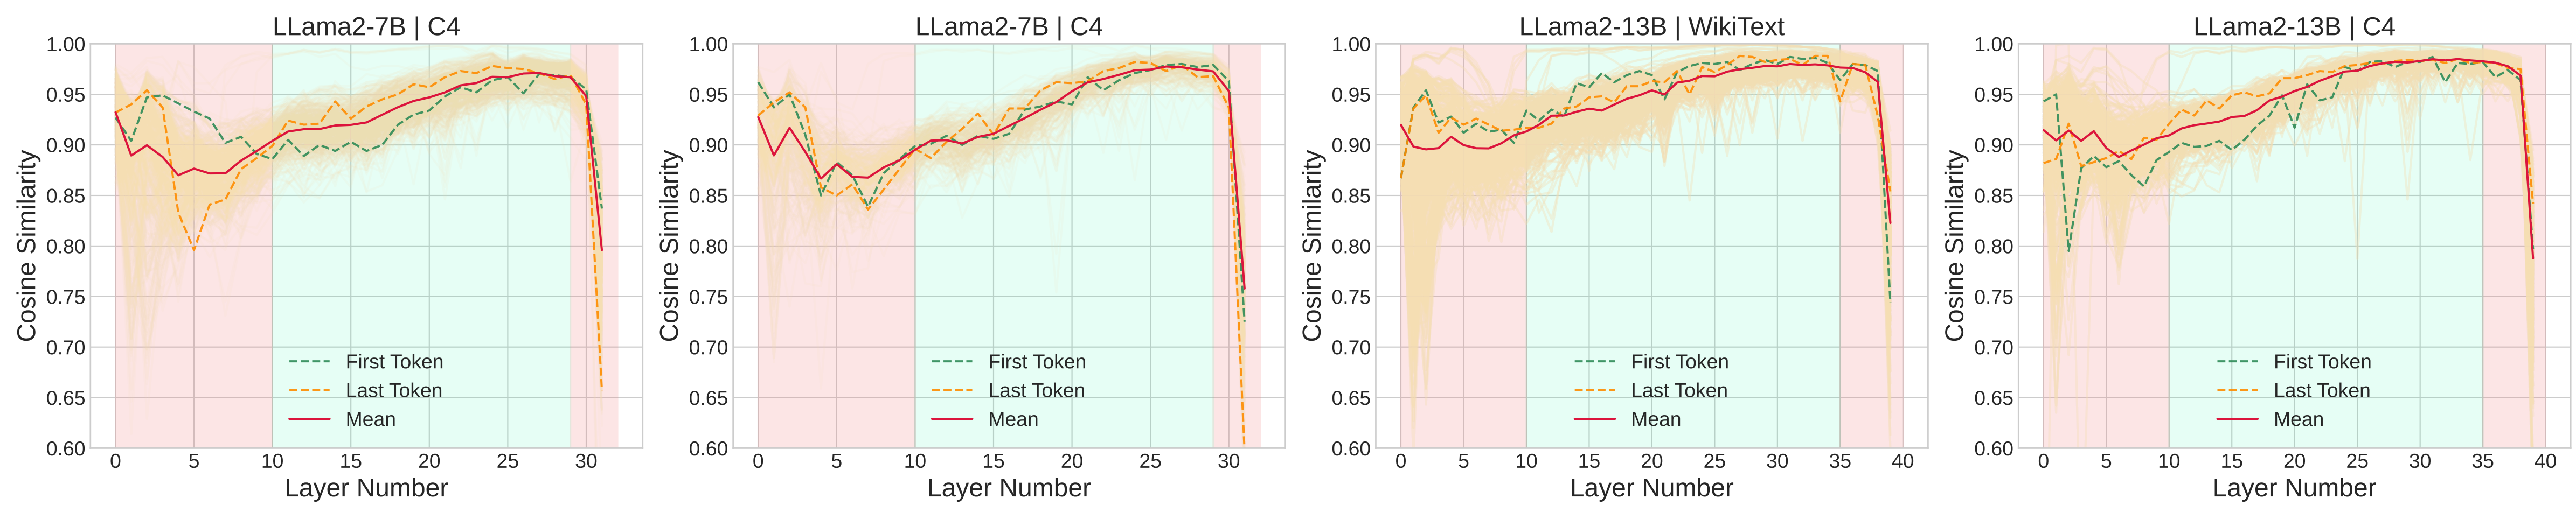 LLama2-7B | C4
Cosine Similarity
1.00
0.95
0.90
0.85
0.80
0.75
0.70
0.65
0.60
First Token
Last Token
Mean
0 5 10 15 20 25 30
Layer Number
LLama2-7B | C4
Cosine Similarity
1.00
0.95
0.90
0.85
0.80
0.75
0.70
0.65
0.60
First Token
Last Token
Mean
0 5 10 15 20 25 30
Layer Number
LLama2-13B | WikiText
Cosine Similarity
1.00
0.95
0.90
0.85
0.80
0.75
0.70
0.65
0.60
First Token
Last Token
Mean
0 5 10 15 20 25 30 35 40
Layer Number
LLama2-13B | C4
Cosine Similarity
1.00
0.95
0.90
0.85
0.80
0.75
0.70
0.65
0.60
First Token
Last Token
Mean
0 5 10 15 20 25 30 35 40
Layer Number